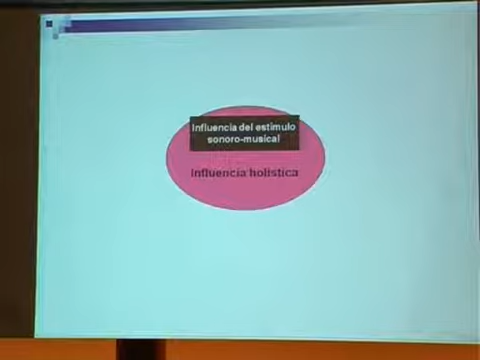 Influencia del estímulo
sonoro-musical
Influencia holística